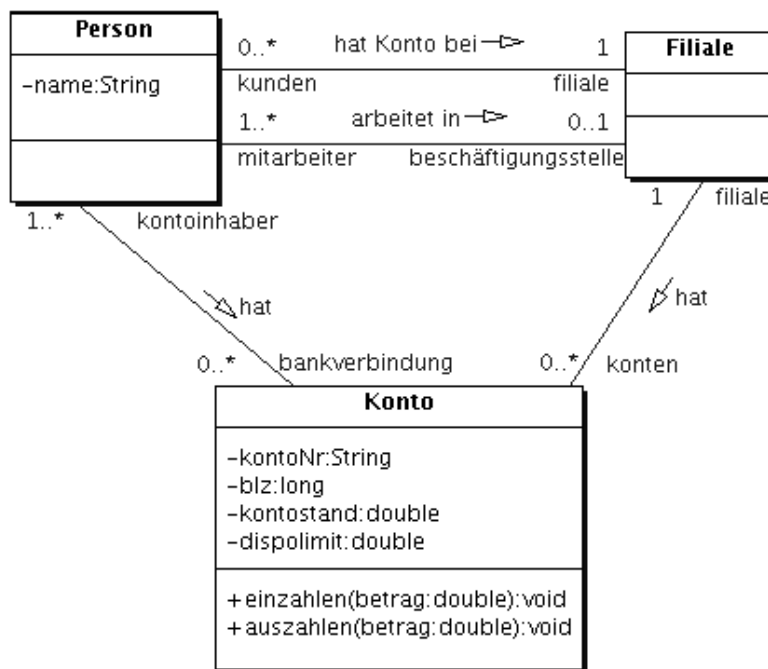 Person
-name:String
0..* hat Konto bei 1
kunden filiale
1..* arbeitet in 0..1
mitarbeiter beschäftigungsstelle
Filiale
1..* kontoinhaber
1 filiale
hat
hat
0..* bankverbindung
0..* konten
Konto
-kontoNr:String
-blz:long
-kontostand:double
-dispolimit:double
+einzahlen(betrag:double):void
+auszahlen(betrag:double):void